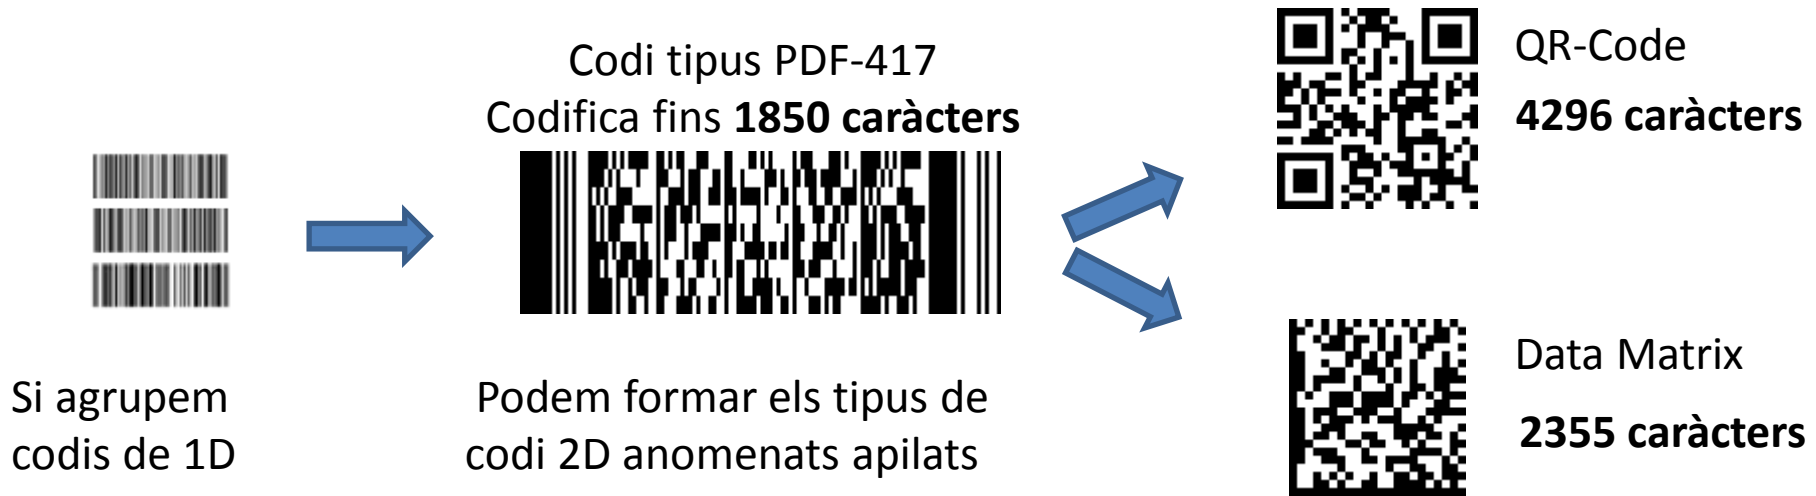 Si agrupem
codis de 1D
Codi tipus PDF-417
Codifica fins 1850 caràcters
Podem formar els tipus de
codi 2D anomenats apilats
QR-Code
4296 caràcters
Data Matrix
2355 caràcters